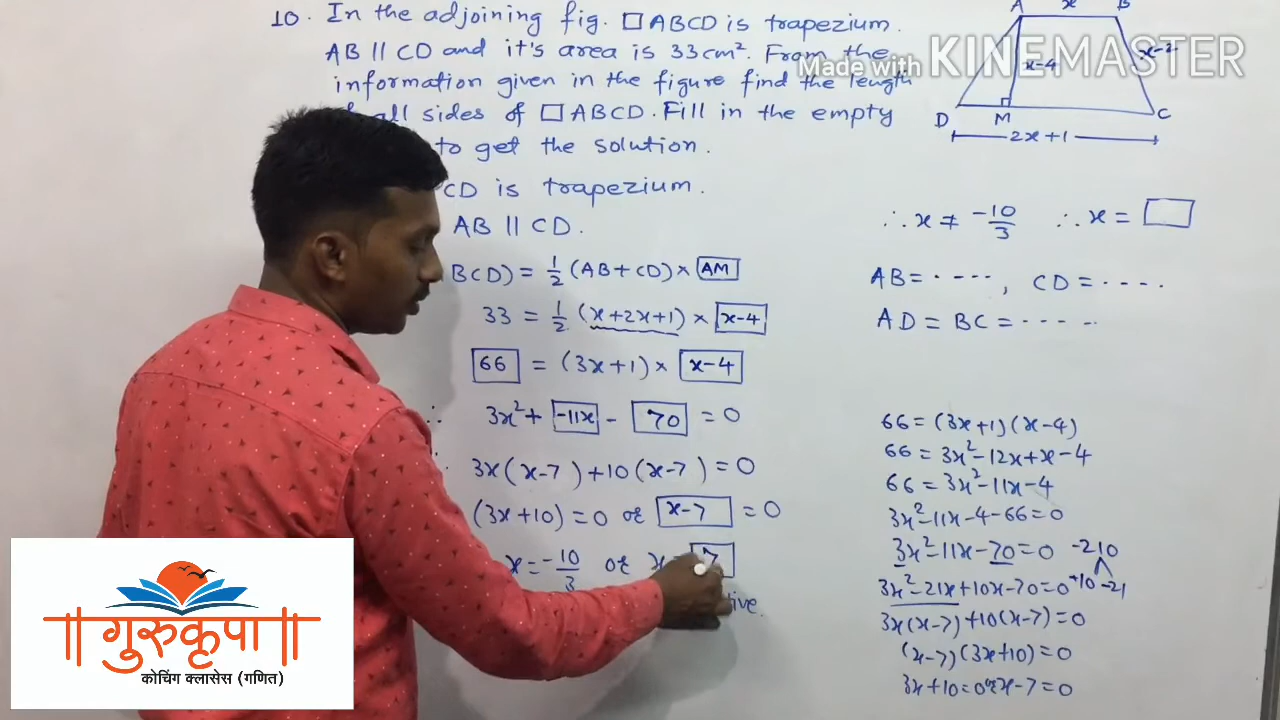 10. In the adjoining fig. □ABCD is trapezium.
AB || CD and it's area is 33 cm². From the
information given in the figure find the length
all sides of □ABCD. Fill in the empty
to get the solution.
CD is trapezium.
AB || CD.
BCD) = 1/2 (AB + CD) × AM
33 = 1/2 (x+2x+1) × x-4
66 = (3x+1) × x-4
∴ 3x² + -11x - 70 = 0
3x(x-7)+10(x-7) = 0
(3x+10) = 0 or x-7 = 0
x = -10/3 or x 7
tive.
A x B
x-4
x-2
D M C
2x+1
Made with KINEMASTER
∴ x ≠ -10/3 ∴ x = □
AB = · - - - - , CD = · - - - .
AD = BC = · - - - -
66 = (3x+1)(x-4)
66 = 3x²-12x+x-4
66 = 3x²-11x-4
3x²-11x-4-66=0
3x²-11x-70=0 -210
3x²-21x+10x-70=0 +10 -21
3x(x-7)+10(x-7)=0
(x-7)(3x+10)=0
3x+10=0 or x-7=0
||गुरुकृपा||
कोचिंग क्लासेस (गणित)